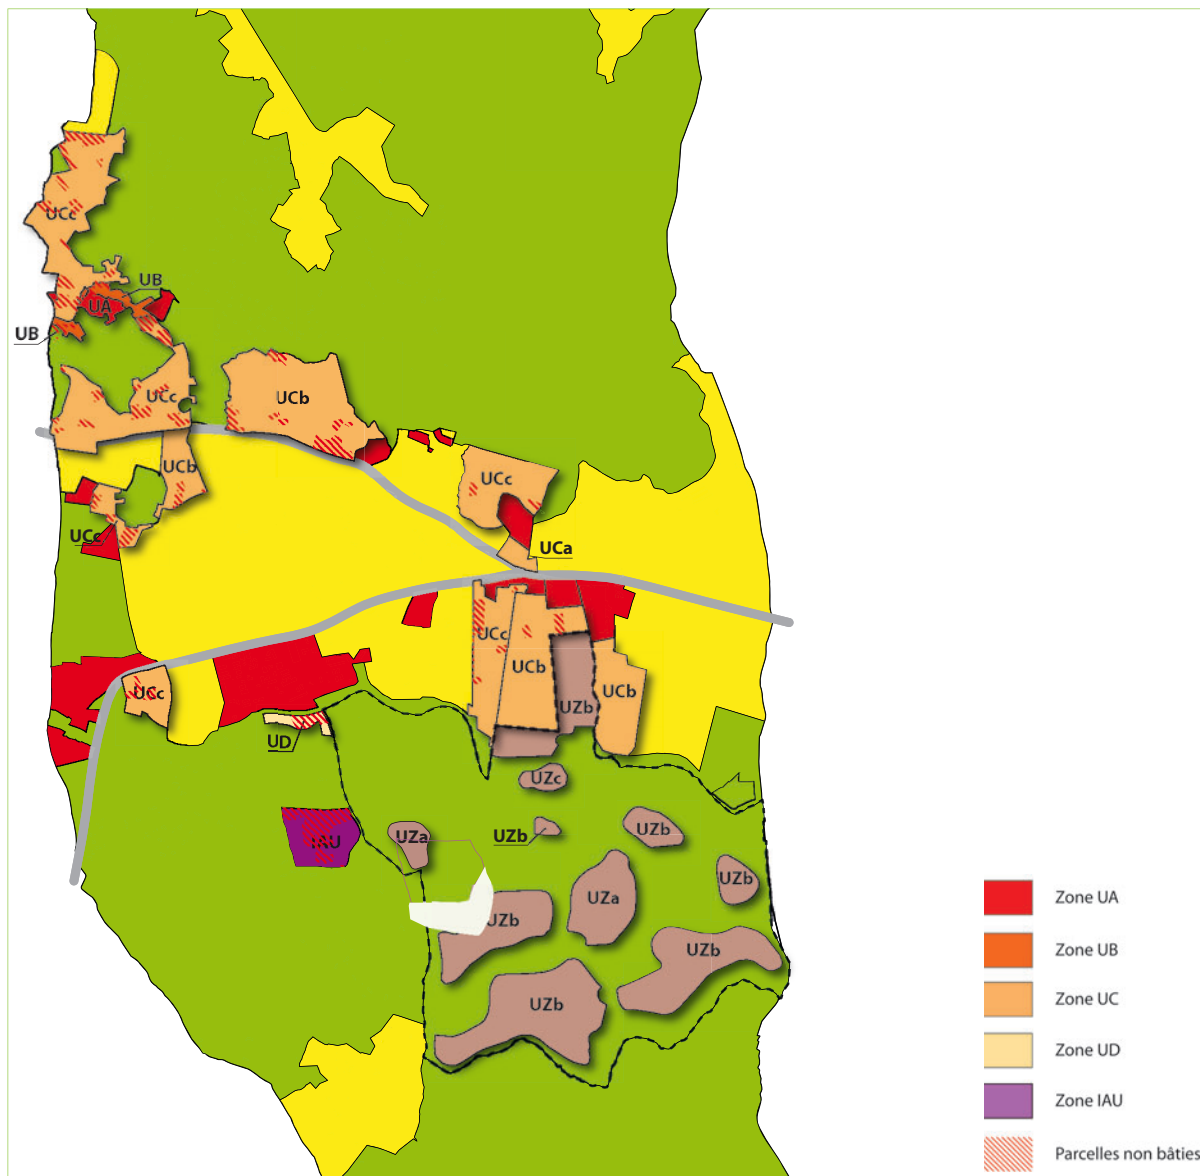 UCc
UB
UA
UB
UCc
UCb
UCb
UCc
UCc
UCa
UCc
UCb
UCb
UCc
UZb
UD
UZc
UZb
UZb
UZa
IAU
UZb
UZa
UZb
UZb
UZb
Zone UA
Zone UB
Zone UC
Zone UD
Zone IAU
Parcelles non bâties